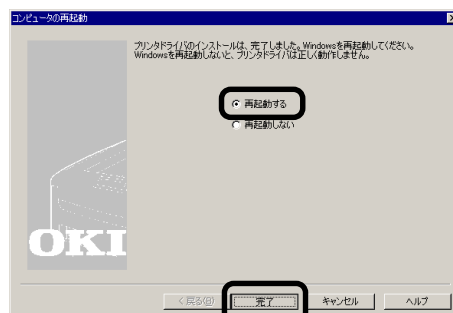 コンピュータの再起動
プリンタドライバのインストールは、完了しました。Windowsを再起動してください。
Windowsを再起動しないと、プリンタドライバは正しく動作しません。
再起動する
再起動しない
OKI
< 戻る(B)
完了
キャンセル
ヘルプ